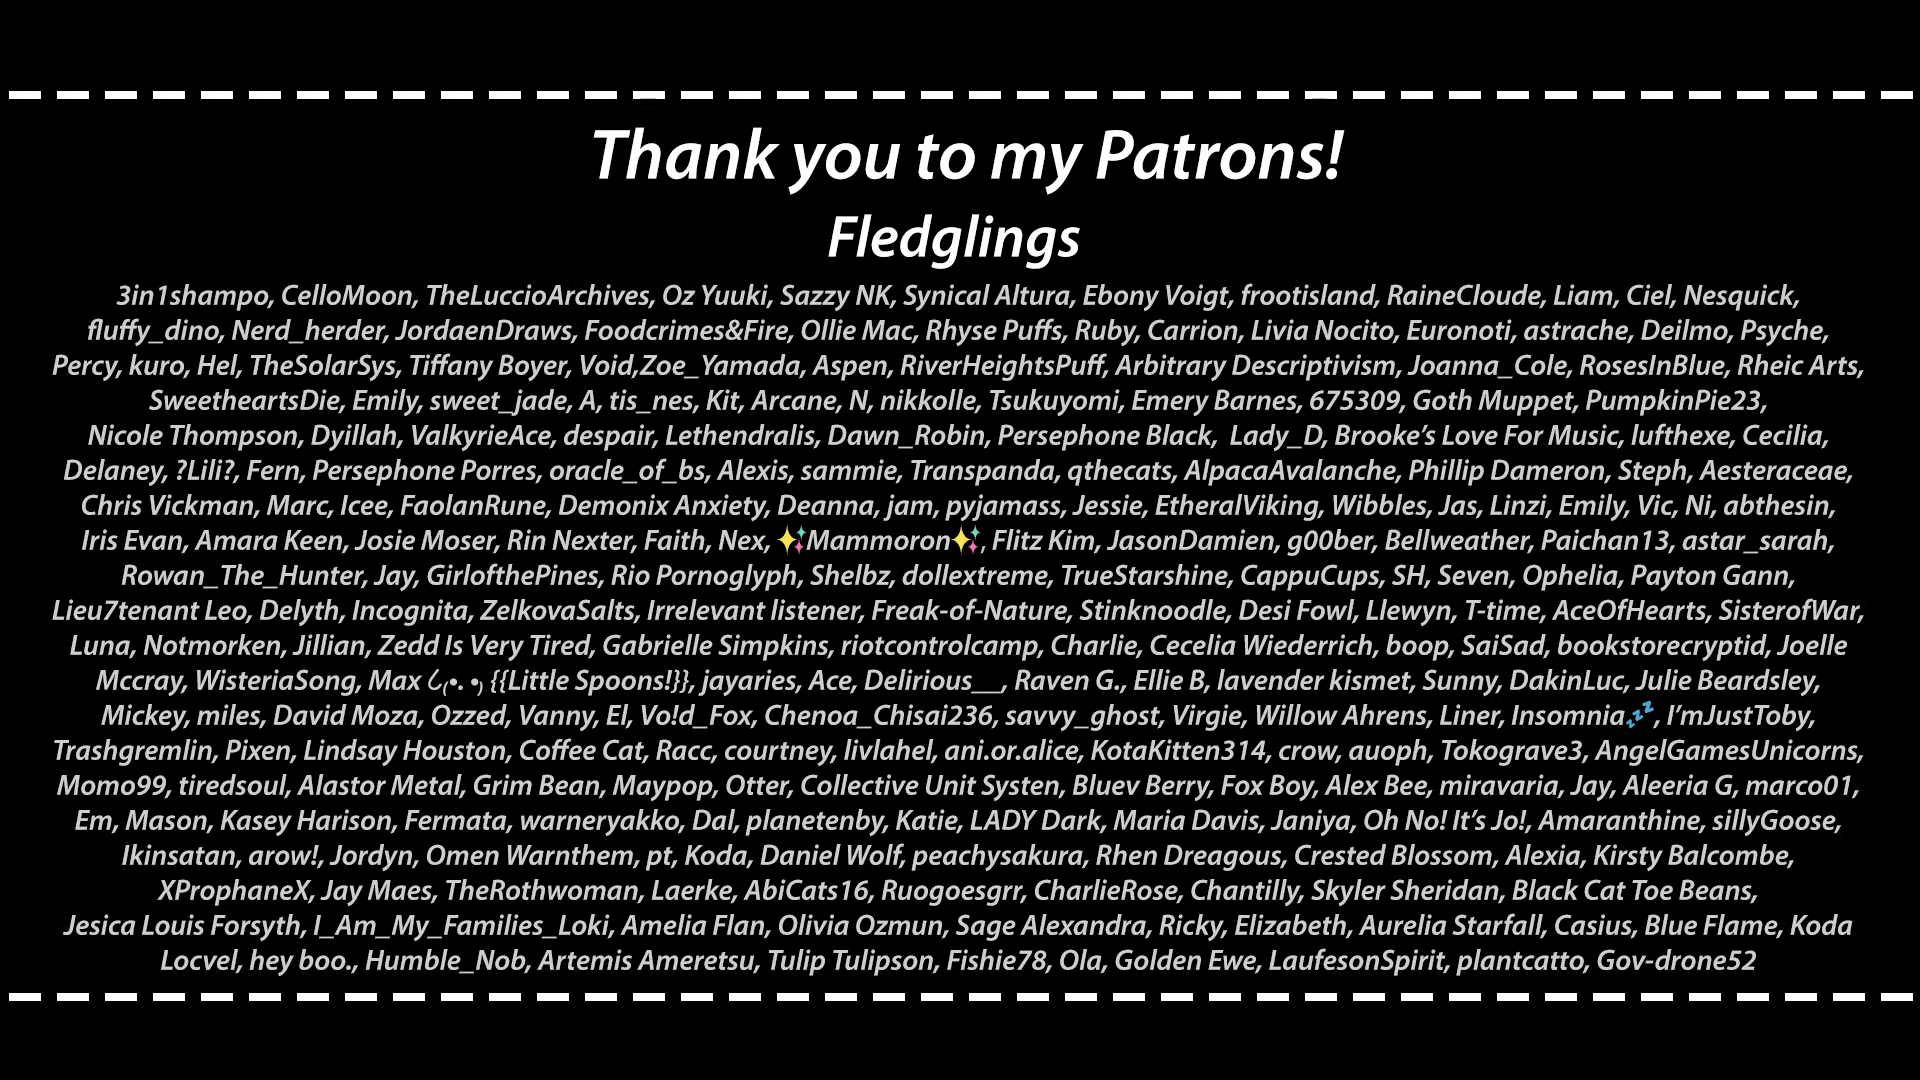 Thank you to my Patrons!
Fledglings
3in1shampo, CelloMoon, TheLuccioArchives, Oz Yuuki, Sazzy NK, Synical Altura, Ebony Voigt, frootisland, RaineCloude, Liam, Ciel, Nesquick,
fluffy_dino, Nerd_herder, JordaenDraws, Foodcrimes&Fire, Ollie Mac, Rhyse Puffs, Ruby, Carrion, Livia Nocito, Euronoti, astrache, Deilmo, Psyche,
Percy, kuro, Hel, TheSolarSys, Tiffany Boyer, Void,Zoe_Yamada, Aspen, RiverHeightsPuff, Arbitrary Descriptivism, Joanna_Cole, RosesInBlue, Rheic Arts,
SweetheartsDie, Emily, sweet_jade, A, tis_nes, Kit, Arcane, N, nikkolle, Tsukuyomi, Emery Barnes, 675309, Goth Muppet, PumpkinPie23,
Nicole Thompson, Dyillah, ValkyrieAce, despair, Lethendralis, Dawn_Robin, Persephone Black,  Lady_D, Brooke’s Love For Music, lufthexe, Cecilia,
Delaney, ?Lili?, Fern, Persephone Porres, oracle_of_bs, Alexis, sammie, Transpanda, qthecats, AlpacaAvalanche, Phillip Dameron, Steph, Aesteraceae,
Chris Vickman, Marc, Icee, FaolanRune, Demonix Anxiety, Deanna, jam, pyjamass, Jessie, EtheralViking, Wibbles, Jas, Linzi, Emily, Vic, Ni, abthesin,
Iris Evan, Amara Keen, Josie Moser, Rin Nexter, Faith, Nex, ✨Mammoron✨, Flitz Kim, JasonDamien, g00ber, Bellweather, Paichan13, astar_sarah,
Rowan_The_Hunter, Jay, GirlofthePines, Rio Pornoglyph, Shelbz, dollextreme, TrueStarshine, CappuCups, SH, Seven, Ophelia, Payton Gann,
Lieu7tenant Leo, Delyth, Incognita, ZelkovaSalts, Irrelevant listener, Freak-of-Nature, Stinknoodle, Desi Fowl, Llewyn, T-time, AceOfHearts, SisterofWar,
Luna, Notmorken, Jillian, Zedd Is Very Tired, Gabrielle Simpkins, riotcontrolcamp, Charlie, Cecelia Wiederrich, boop, SaiSad, bookstorecryptid, Joelle
Mccray, WisteriaSong, Max ૮₍•. •₎ {{Little Spoons!}}, jayaries, Ace, Delirious__, Raven G., Ellie B, lavender kismet, Sunny, DakinLuc, Julie Beardsley,
Mickey, miles, David Moza, Ozzed, Vanny, El, Vo!d_Fox, Chenoa_Chisai236, savvy_ghost, Virgie, Willow Ahrens, Liner, Insomnia💤, I’mJustToby,
Trashgremlin, Pixen, Lindsay Houston, Coffee Cat, Racc, courtney, livlahel, ani.or.alice, KotaKitten314, crow, auoph, Tokograve3, AngelGamesUnicorns,
Momo99, tiredsoul, Alastor Metal, Grim Bean, Maypop, Otter, Collective Unit Systen, Bluev Berry, Fox Boy, Alex Bee, miravaria, Jay, Aleeria G, marco01,
Em, Mason, Kasey Harison, Fermata, warneryakko, Dal, planetenby, Katie, LADY Dark, Maria Davis, Janiya, Oh No! It’s Jo!, Amaranthine, sillyGoose,
Ikinsatan, arow!, Jordyn, Omen Warnthem, pt, Koda, Daniel Wolf, peachysakura, Rhen Dreagous, Crested Blossom, Alexia, Kirsty Balcombe,
XProphaneX, Jay Maes, TheRothwoman, Laerke, AbiCats16, Ruogoesgrr, CharlieRose, Chantilly, Skyler Sheridan, Black Cat Toe Beans,
Jesica Louis Forsyth, I_Am_My_Families_Loki, Amelia Flan, Olivia Ozmun, Sage Alexandra, Ricky, Elizabeth, Aurelia Starfall, Casius, Blue Flame, Koda
Locvel, hey boo., Humble_Nob, Artemis Ameretsu, Tulip Tulipson, Fishie78, Ola, Golden Ewe, LaufesonSpirit, plantcatto, Gov-drone52